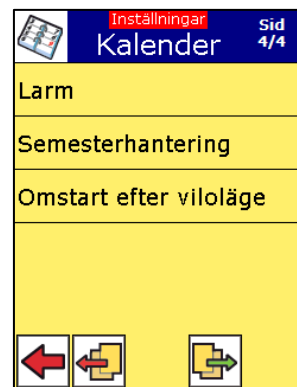 Inställningar
Kalender
Sid
4/4
Larm
Semesterhantering
Omstart efter viloläge